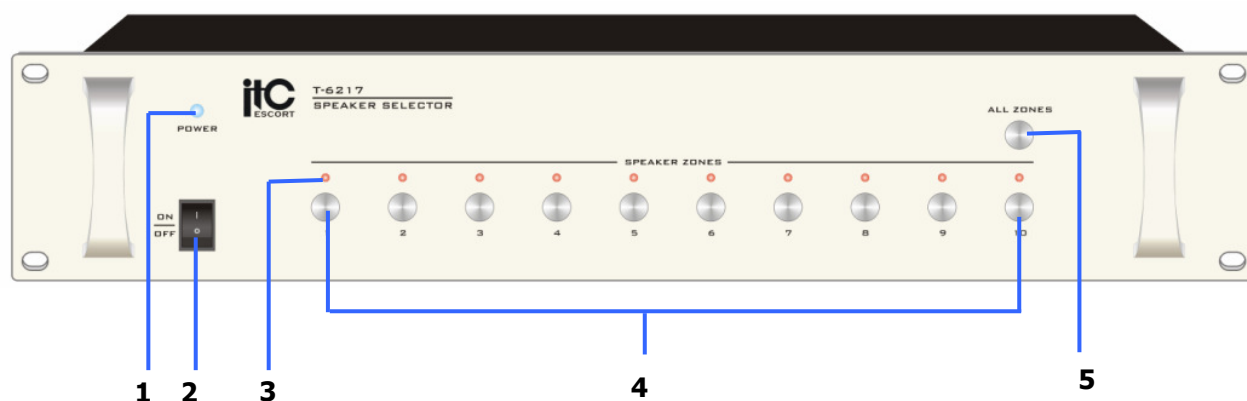 itC
ESCORT
T-6217
SPEAKER SELECTOR
POWER
ALL ZONES
SPEAKER ZONES
ON
OFF
I
O
1 2 3 4 5 6 7 8 9 10
1 2 3 4 5